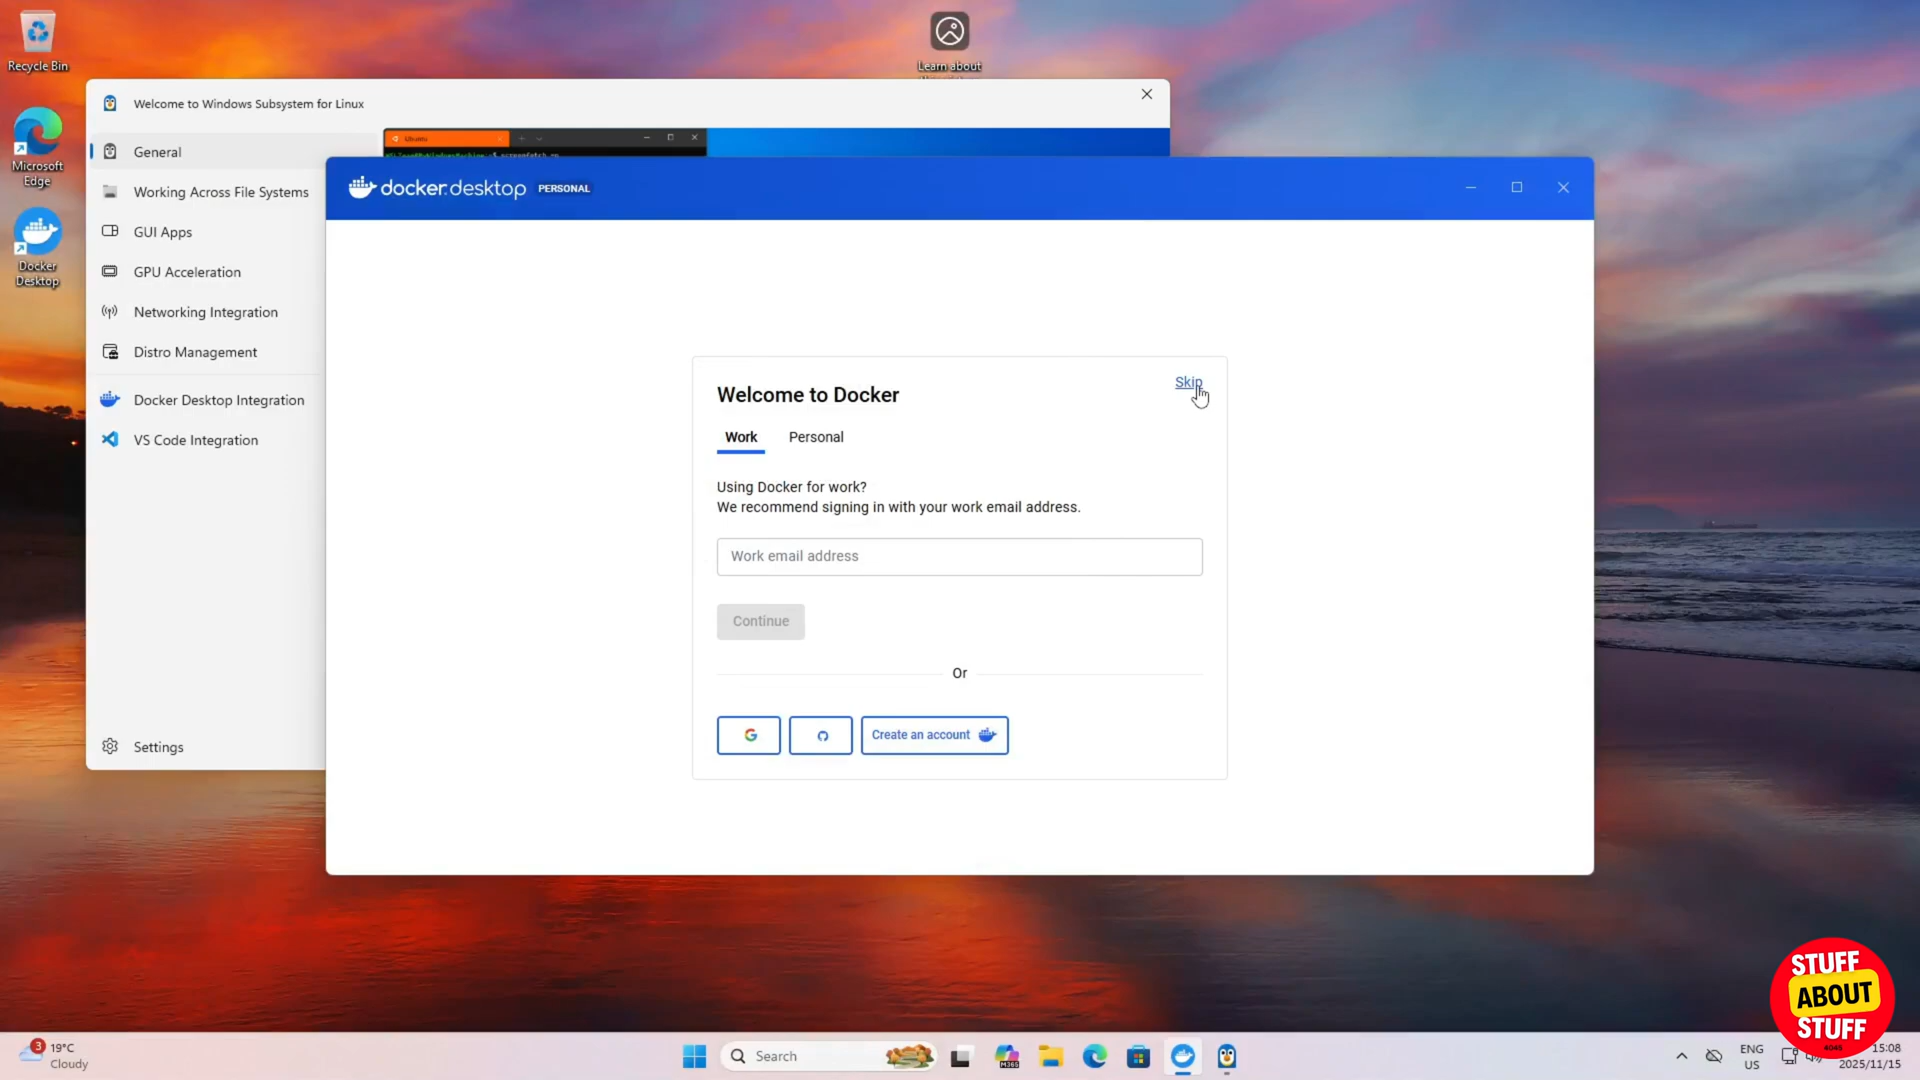 Recycle Bin
Learn about
Microsoft
Edge
Docker
Desktop
Welcome to Windows Subsystem for Linux
General
Working Across File Systems
GUI Apps
GPU Acceleration
Networking Integration
Distro Management
Docker Desktop Integration
VS Code Integration
Settings
Ubuntu
docker.desktop PERSONAL
Welcome to Docker
Skip
Work Personal
Using Docker for work?
We recommend signing in with your work email address.
Work email address
Continue
Or
G
Create an account
STUFF
ABOUT
STUFF
3
19°C
Cloudy
Search
M365
ENG
US
15:08
2025/11/15